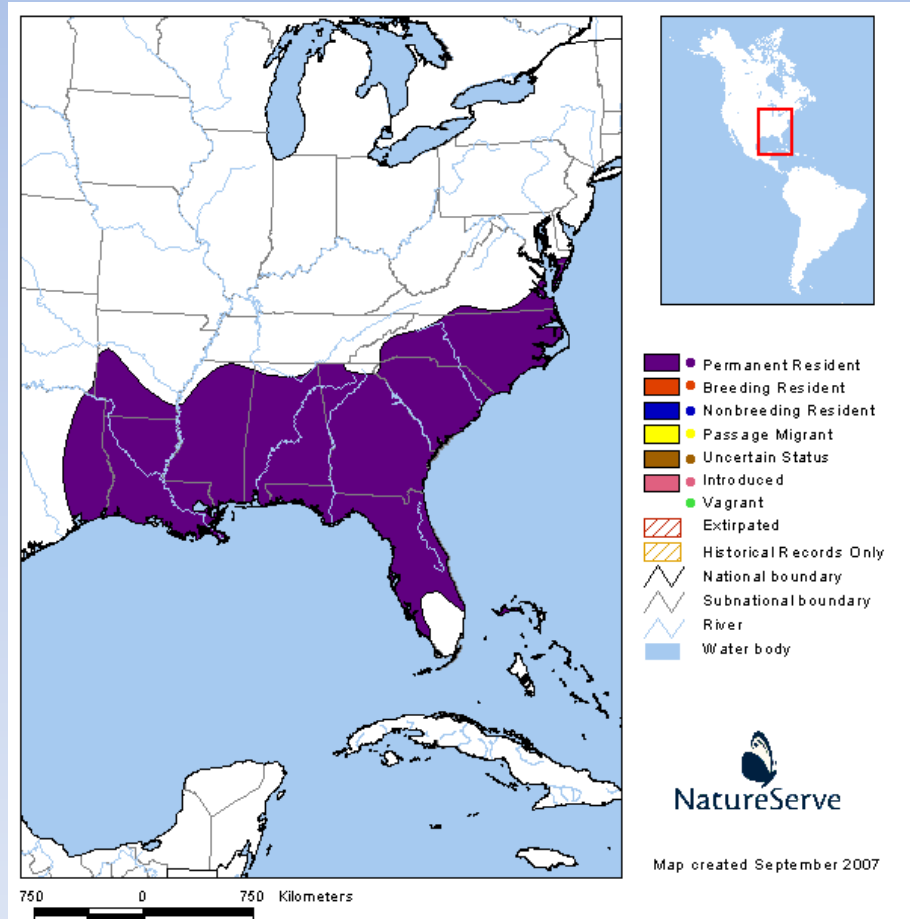 Permanent Resident
Breeding Resident
Nonbreeding Resident
Passage Migrant
Uncertain Status
Introduced
Vagrant
Extirpated
Historical Records Only
National boundary
Subnational boundary
River
Water body
NatureServe
Map created September 2007
750 0 750 Kilometers